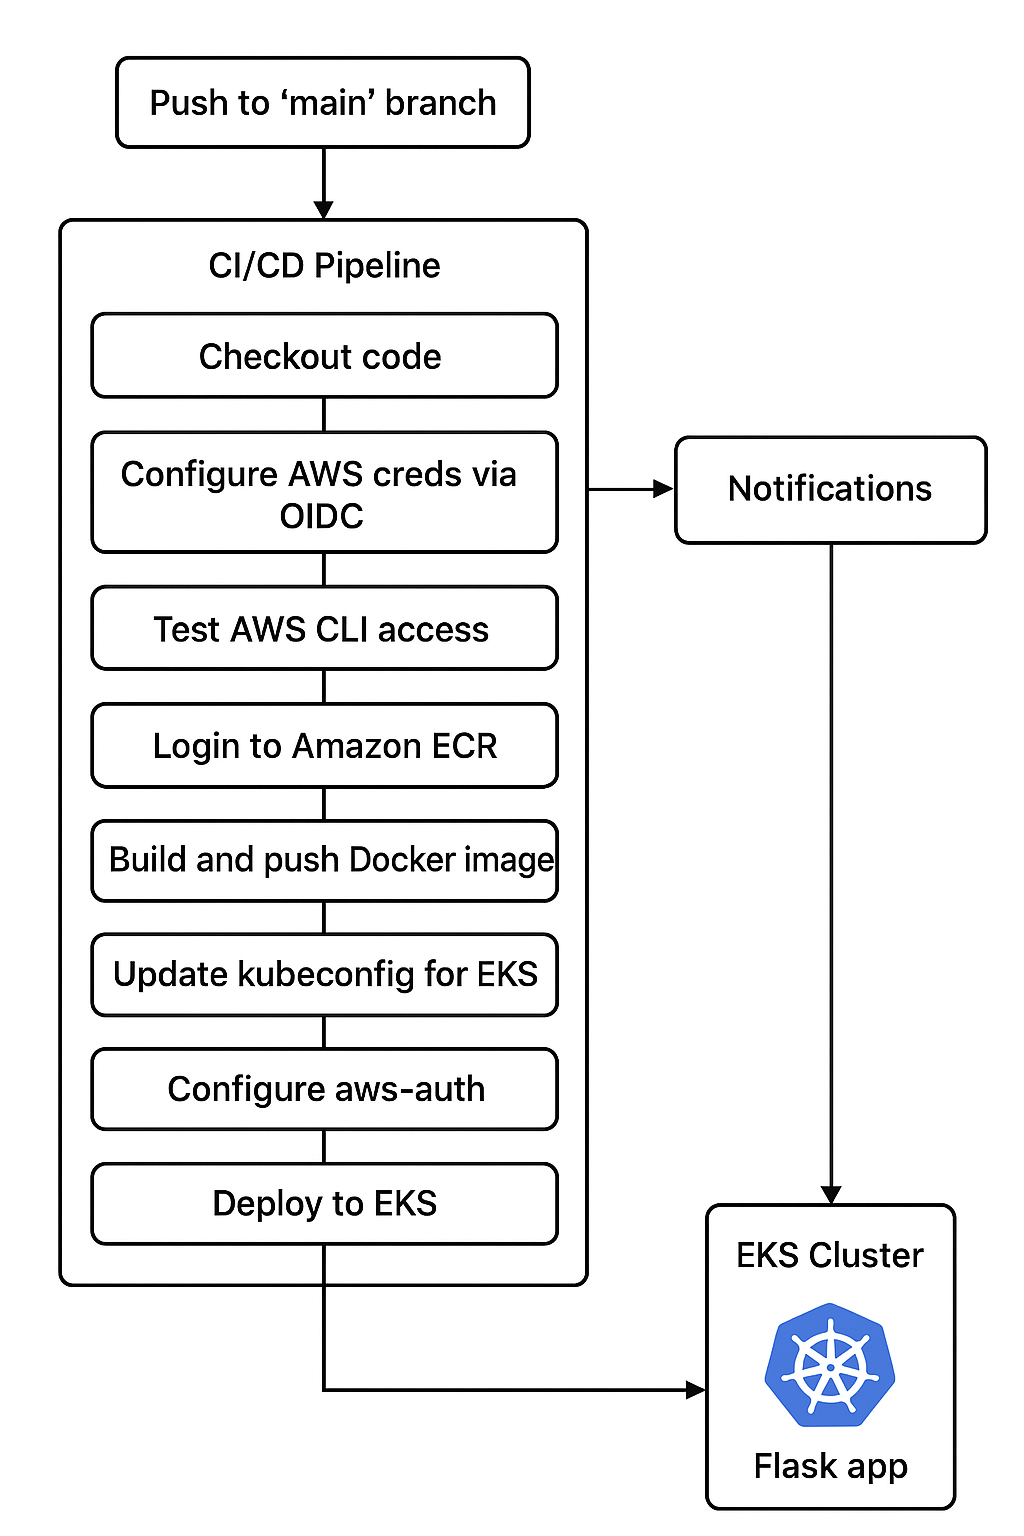 Push to ‘main’ branch
CI/CD Pipeline
Checkout code
Configure AWS creds via
OIDC
Test AWS CLI access
Login to Amazon ECR
Build and push Docker image
Update kubeconfig for EKS
Configure aws-auth
Deploy to EKS
Notifications
EKS Cluster
Flask app